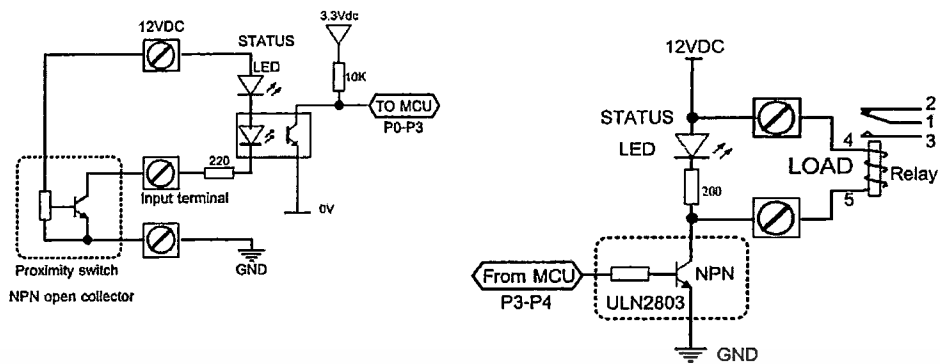 12VDC
STATUS
LED
3.3Vdc
10K
TO MCU
P0-P3
220
Input terminal
0V
GND
Proximity switch
NPN open collector
12VDC
STATUS
LED
200
LOAD
4
5
2
1
3
Relay
From MCU
P3-P4
NPN
ULN2803
GND